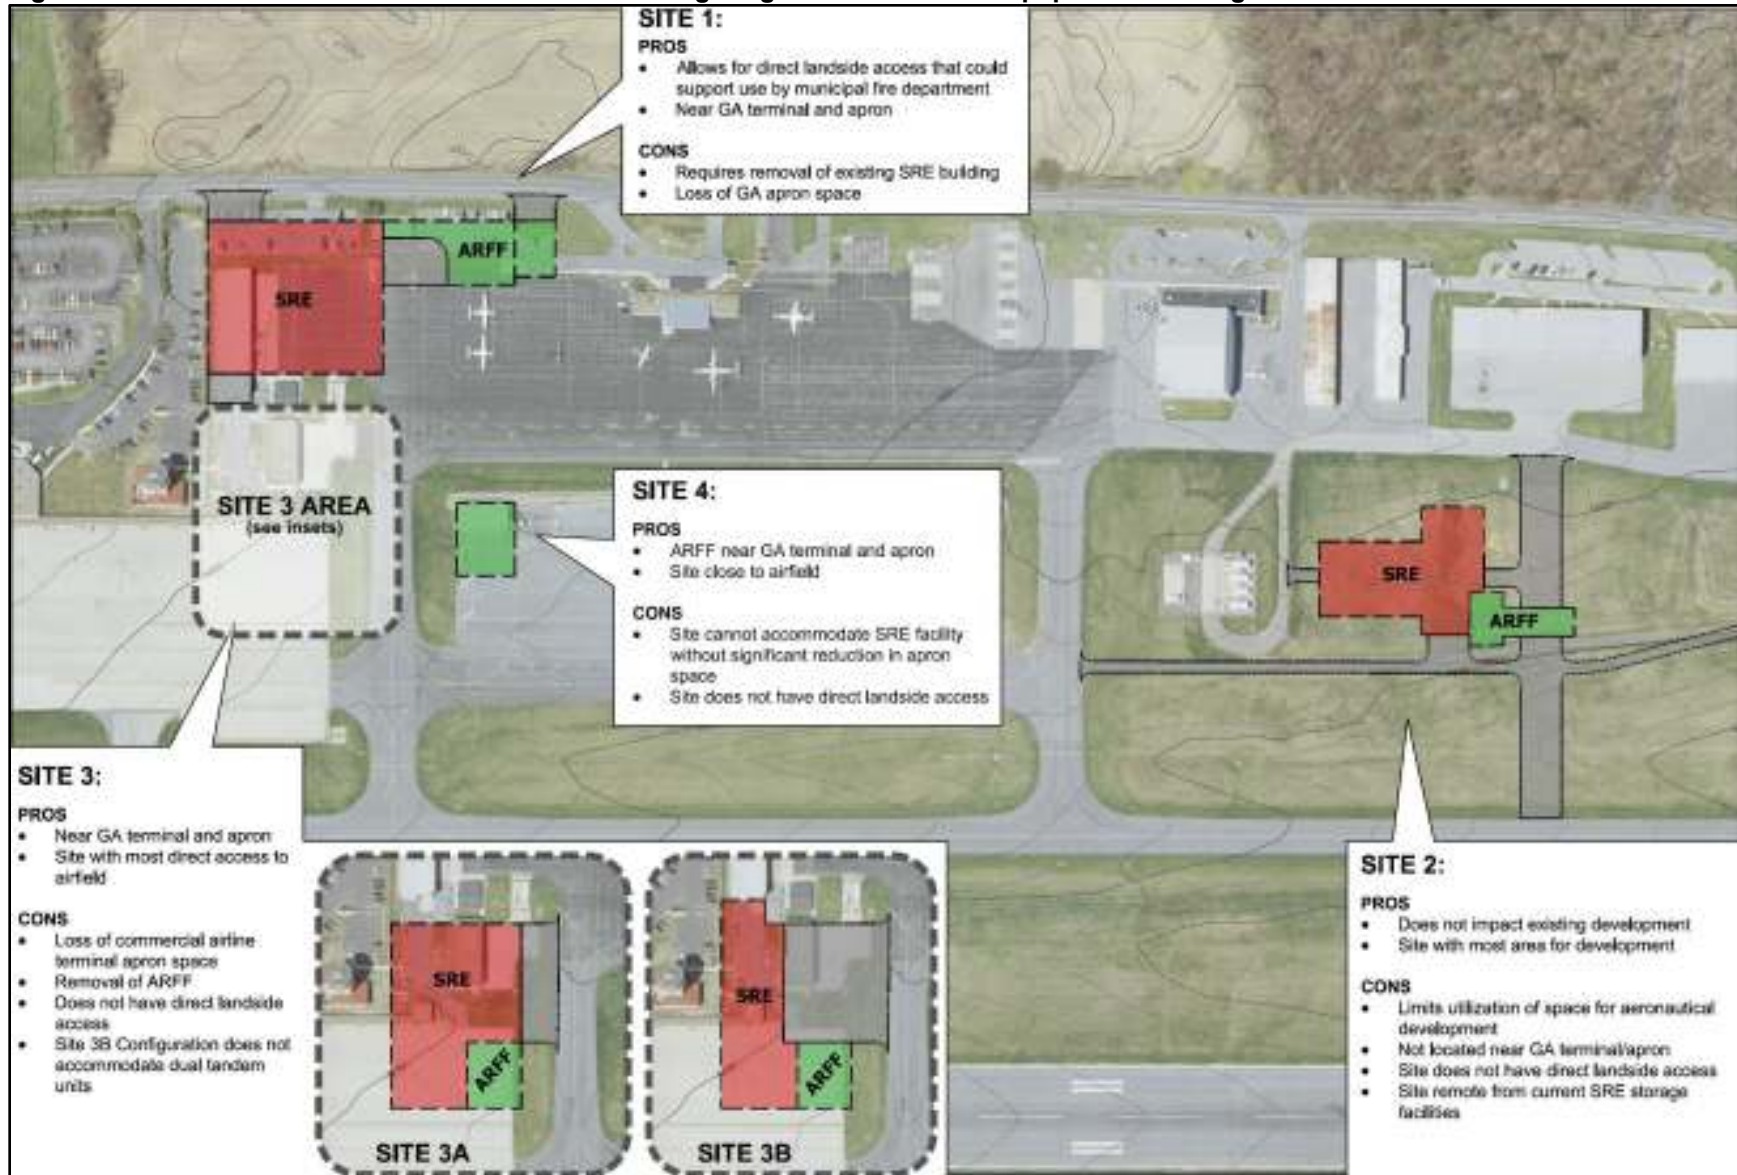 SITE 1:
PROS
• Allows for direct landside access that could
support use by municipal fire department
• Near GA terminal and apron
CONS
• Requires removal of existing SRE building
• Loss of GA apron space
ARFF
SRE
SITE 3 AREA
(see insets)
SITE 4:
PROS
• ARFF near GA terminal and apron
• Site close to airfield
CONS
• Site cannot accommodate SRE facility
without significant reduction in apron
space
• Site does not have direct landside access
SRE
ARFF
SITE 3:
PROS
• Near GA terminal and apron
• Site with most direct access to
airfield
CONS
• Loss of commercial airline
terminal apron space
• Removal of ARFF
• Does not have direct landside
access
• Site 3B Configuration does not
accommodate dual tandem
units
SRE
ARFF
SITE 3A
SRE
ARFF
SITE 3B
SITE 2:
PROS
• Does not impact existing development
• Site with most area for development
CONS
• Limits utilization of space for aeronautical
development
• Not located near GA terminal/apron
• Site does not have direct landside access
• Site remote from current SRE storage
facilities